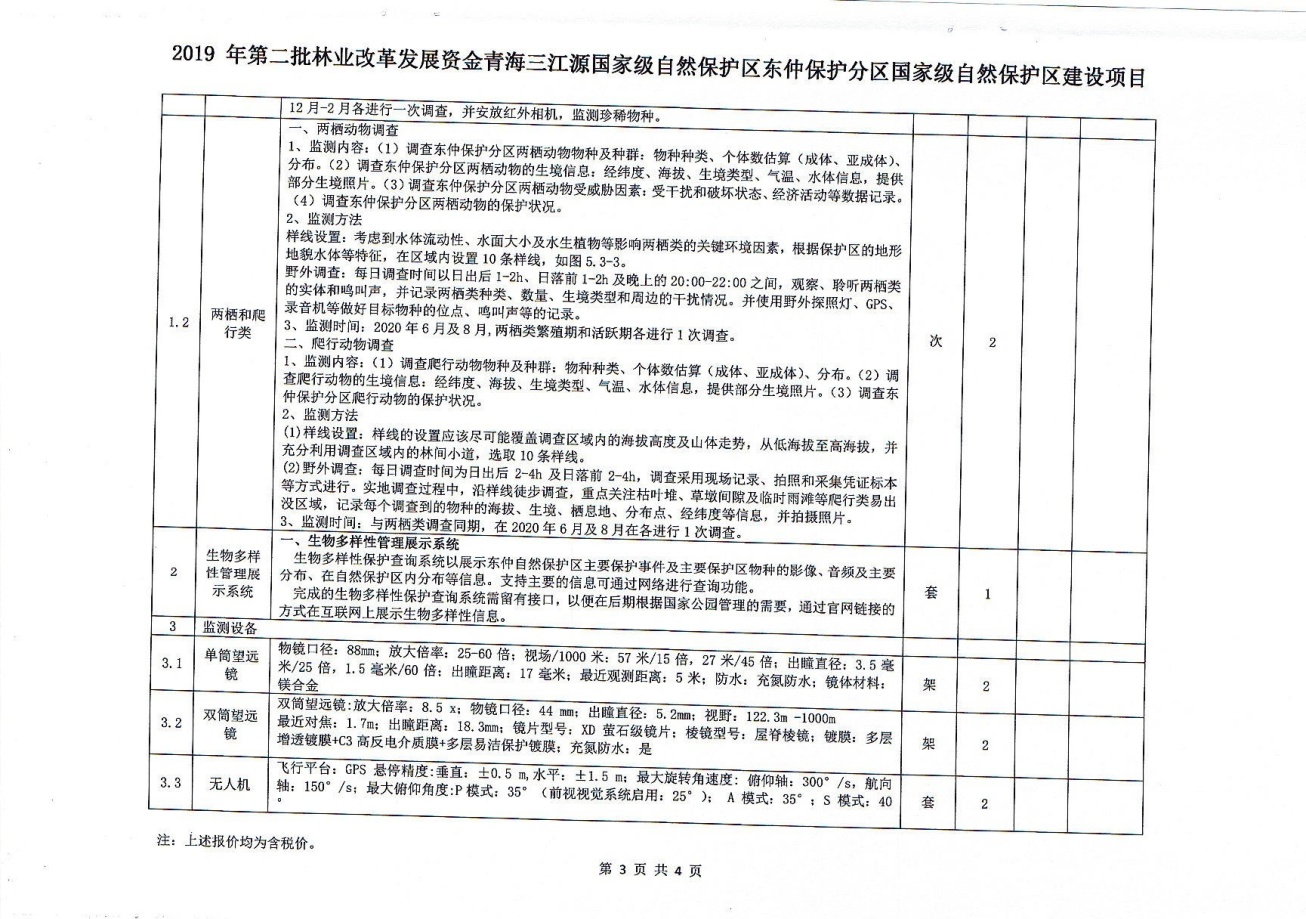 2019 年第二批林业改革发展资金青海三江源国家级自然保护区东仲保护分区国家级自然保护区建设项目
12月-2月各进行一次调查，并安放红外相机，监测珍稀物种。
1.2
两栖和爬
行类
一、两栖动物调查
1、监测内容：（1）调查东仲保护分区两栖动物物种及种群：物种种类、个体数估算（成体、亚成体）、
分布。（2）调查东仲保护分区两栖动物的生境信息：经纬度、海拔、生境类型、气温、水体信息，提供
部分生境照片。（3）调查东仲保护分区两栖动物受威胁因素：受干扰和破坏状态、经济活动等数据记录。
（4）调查东仲保护分区两栖动物的保护状况。
2、监测方法
样线设置：考虑到水体流动性、水面大小及水生植物等影响两栖类的关键环境因素，根据保护区的地形
地貌水体等特征，在区域内设置10条样线，如图5.3-3。
野外调查：每日调查时间以日出后1-2h、日落前1-2h及晚上的20:00-22:00之间，观察、聆听两栖类
的实体和鸣叫声，并记录两栖类种类、数量、生境类型和周边的干扰情况。并使用野外探照灯、GPS、
录音机等做好目标物种的位点、鸣叫声等的记录。
3、监测时间：2020年6月及8月,两栖类繁殖期和活跃期各进行1次调查。
二、爬行动物调查
1、监测内容：（1）调查爬行动物物种及种群：物种种类、个体数估算（成体、亚成体）、分布。（2）调
查爬行动物的生境信息：经纬度、海拔、生境类型、气温、水体信息，提供部分生境照片。（3）调查东
仲保护分区爬行动物的保护状况。
2、监测方法
(1)样线设置：样线的设置应该尽可能覆盖调查区域内的海拔高度及山体走势，从低海拔至高海拔，并
充分利用调查区域内的林间小道，选取10条样线。
(2)野外调查：每日调查时间为日出后2-4h及日落前2-4h，调查采用现场记录、拍照和采集凭证标本
等方式进行。实地调查过程中，沿样线徒步调查，重点关注枯叶堆、草墩间隙及临时雨滩等爬行类易出
没区域，记录每个调查到的物种的海拔、生境、栖息地、分布点、经纬度等信息，并拍摄照片。
3、监测时间：与两栖类调查同期，在2020年6月及8月在各进行1次调查。
次
2
2
生物多样
性管理展
示系统
一、生物多样性管理展示系统
生物多样性保护查询系统以展示东仲自然保护区主要保护事件及主要保护区物种的影像、音频及主要
分布、在自然保护区内分布等信息。支持主要的信息可通过网络进行查询功能。
完成的生物多样性保护查询系统需留有接口，以便在后期根据国家公园管理的需要，通过官网链接的
方式在互联网上展示生物多样性信息。
套
1
3
监测设备
3.1
单筒望远
镜
物镜口径：88mm；放大倍率：25-60倍；视场/1000米：57米/15倍，27米/45倍；出瞳直径：3.5毫
米/25倍，1.5毫米/60倍；出瞳距离：17毫米；最近观测距离：5米；防水：充氮防水；镜体材料：
镁合金
架
2
3.2
双筒望远
镜
双筒望远镜:放大倍率：8.5 x；物镜口径：44 mm；出瞳直径：5.2mm；视野：122.3m -1000m
最近对焦：1.7m；出瞳距离：18.3mm；镜片型号：XD 萤石级镜片；棱镜型号：屋脊棱镜；镀膜：多层
增透镀膜+C3高反电介质膜+多层易洁保护镀膜；充氮防水：是
架
2
3.3
无人机
飞行平台：GPS 悬停精度:垂直：±0.5 m,水平：±1.5 m；最大旋转角速度：俯仰轴：300° /s，航向
轴：150° /s；最大俯仰角度:P模式：35°（前视视觉系统启用：25°）； A 模式：35°；S 模式：40
°
套
2
注：上述报价均为含税价。
第 3 页 共 4 页